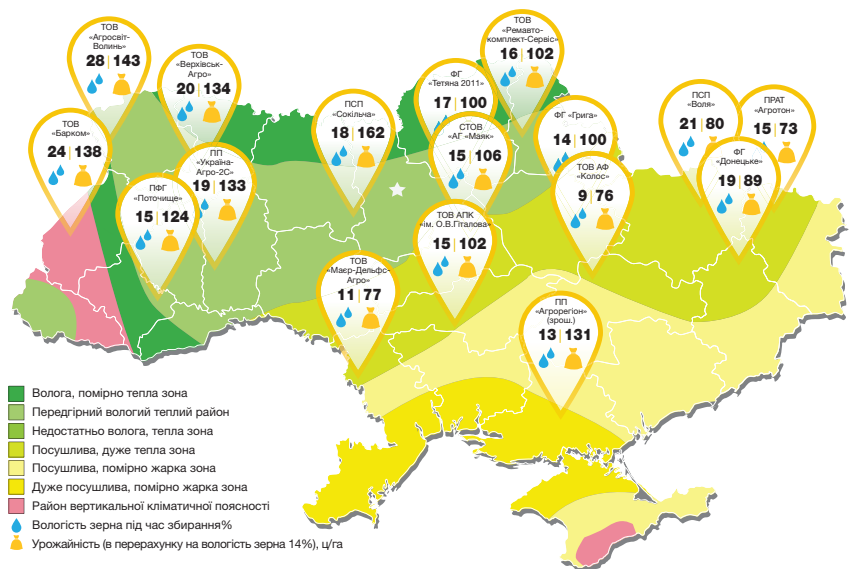 ТОВ
«Агросвіт-
Волинь»
28 | 143
ТОВ
«Верхівськ-
Агро»
20 | 134
ТОВ
«Ремавто-
комплект-Сервіс»
16 | 102
ФГ
«Тетяна 2011»
17 | 100
ПСП
«Сокільча»
18 | 162
СТОВ
«АГ "Маяк»
15 | 106
ФГ «Грига»
14 | 100
ПСП
«Воля»
21 | 80
ПРАТ
«Агротон»
15 | 73
ТОВ
«Барком»
24 | 138
ПП
«Україна-
Агро-2С»
19 | 133
ФГ
«Донецьке»
19 | 89
ТОВ АФ
«Колос»
9 | 76
ПФГ
«Поточище»
15 | 124
ТОВ АПК
«ім. О.В.Гіталова»
15 | 102
ТОВ
«Маєр-Дельфс-
Агро»
11 | 77
ПП
«Агрорегіон»
(зрош.)
13 | 131
Волога, помірно тепла зона
Передгірний вологий теплий район
Недостатньо волога, тепла зона
Посушлива, дуже тепла зона
Посушлива, помірно жарка зона
Дуже посушлива, помірно жарка зона
Район вертикальної кліматичної поясності
Вологість зерна під час збирання%
Урожайність (в перерахунку на вологість зерна 14%), ц/га